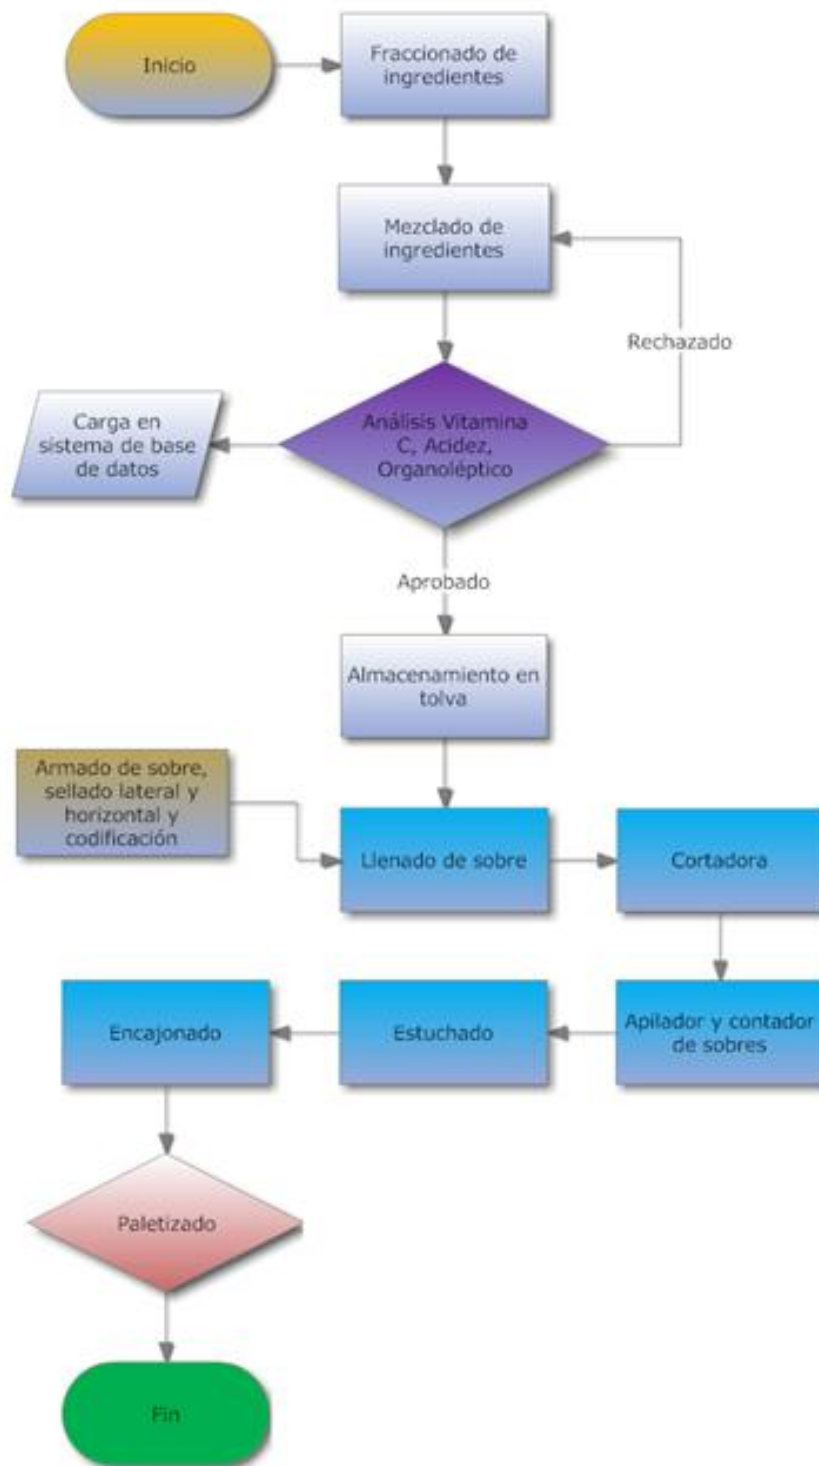 Inicio
Fraccionado de
ingredientes
Mezclado de
ingredientes
Rechazado
Carga en
sistema de base
de datos
Análisis Vitamina
C, Acidez,
Organoléptico
Aprobado
Almacenamiento en
tolva
Armado de sobre,
sellado lateral y
horizontal y
codificación
Llenado de sobre
Cortadora
Encajonado
Estuchado
Apilador y contador
de sobres
Paletizado
Fin